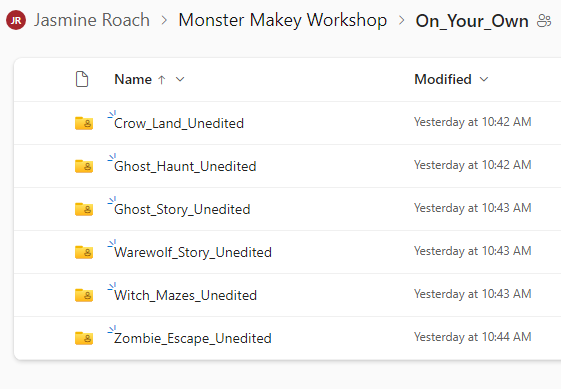 JR Jasmine Roach > Monster Makey Workshop > On_Your_Own
Name ↑ Modified
Crow_Land_Unedited Yesterday at 10:42 AM
Ghost_Haunt_Unedited Yesterday at 10:42 AM
Ghost_Story_Unedited Yesterday at 10:43 AM
Warewolf_Story_Unedited Yesterday at 10:43 AM
Witch_Mazes_Unedited Yesterday at 10:43 AM
Zombie_Escape_Unedited Yesterday at 10:44 AM